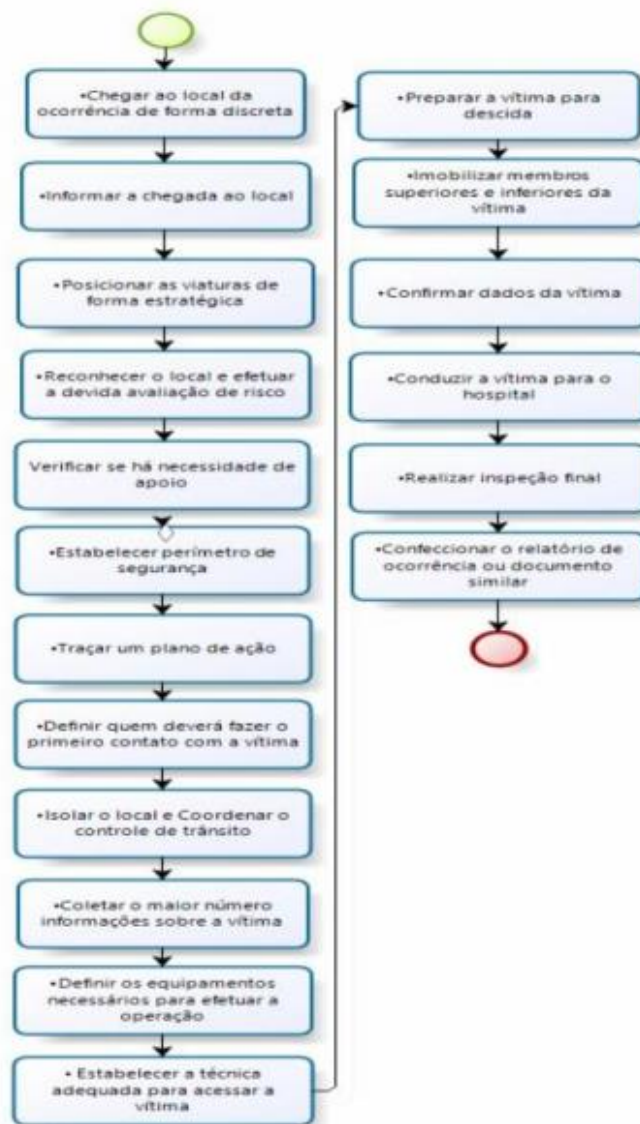 •Chegar ao local da
ocorrência de forma discreta
•Informar a chegada ao local
•Posicionar as viaturas de
forma estratégica
•Reconhecer o local e efetuar
a devida avaliação de risco
Verificar se há necessidade de
apoio
•Estabelecer perímetro de
segurança
•Traçar um plano de ação
•Definir quem deverá fazer o
primeiro contato com a vítima
•Isolar o local e Coordenar o
controle de trânsito
•Coletar o maior número
informações sobre a vítima
•Definir os equipamentos
necessários para efetuar a
operação
• Estabelecer a técnica
adequada para acessar a
vítima
•Preparar a vítima para
descida
•Imobilizar membros
superiores e inferiores da
vítima
•Confirmar dados da vítima
•Conduzir a vítima para o
hospital
•Realizar inspeção final
•Confeccionar o relatório de
ocorrência ou documento
similar